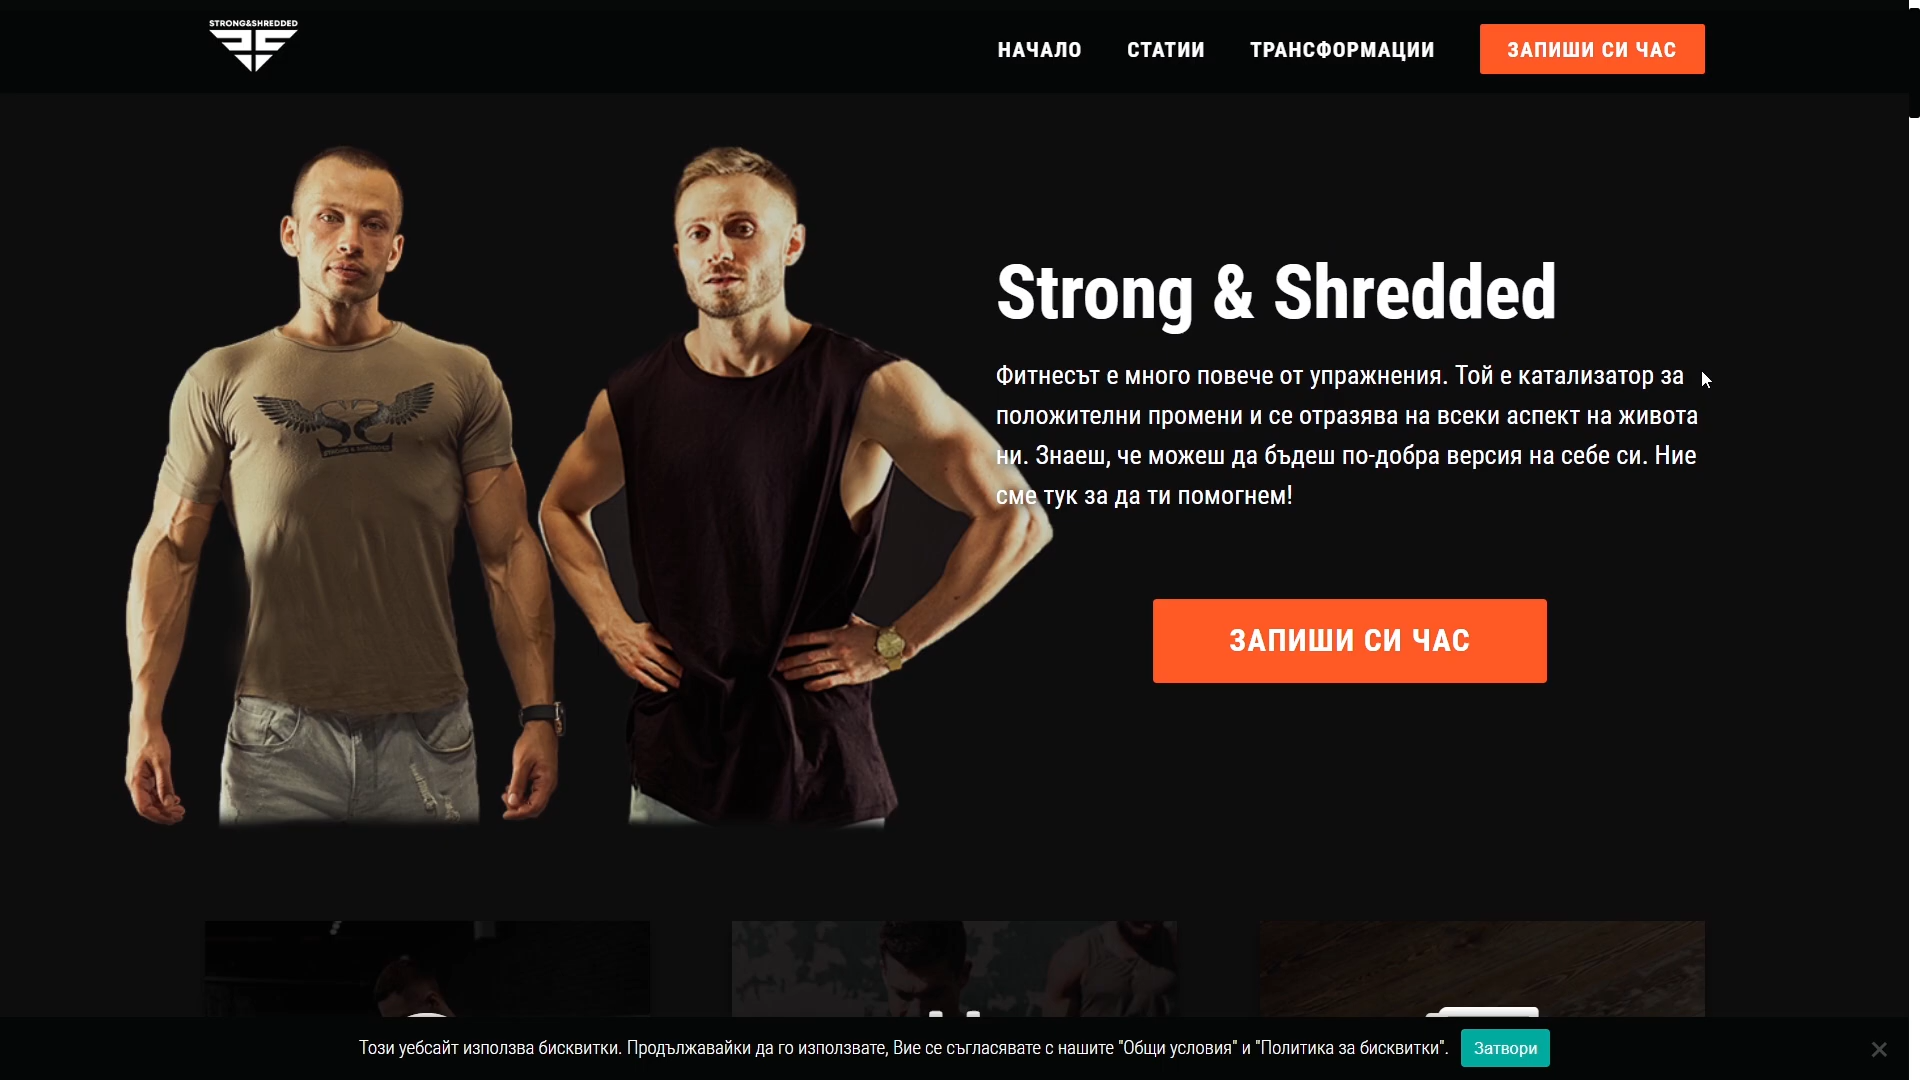 STRONG&SHREDDED
НАЧАЛО
СТАТИИ
ТРАНСФОРМАЦИИ
ЗАПИШИ СИ ЧАС
Strong & Shredded
Фитнесът е много повече от упражнения. Той е катализатор за
положителни промени и се отразява на всеки аспект на живота
ни. Знаеш, че можеш да бъдеш по-добра версия на себе си. Ние
сме тук за да ти помогнем!
ЗАПИШИ СИ ЧАС
Този уебсайт използва бисквитки. Продължавайки да го използвате, Вие се съгласявате с нашите "Общи условия" и "Политика за бисквитки".
Затвори